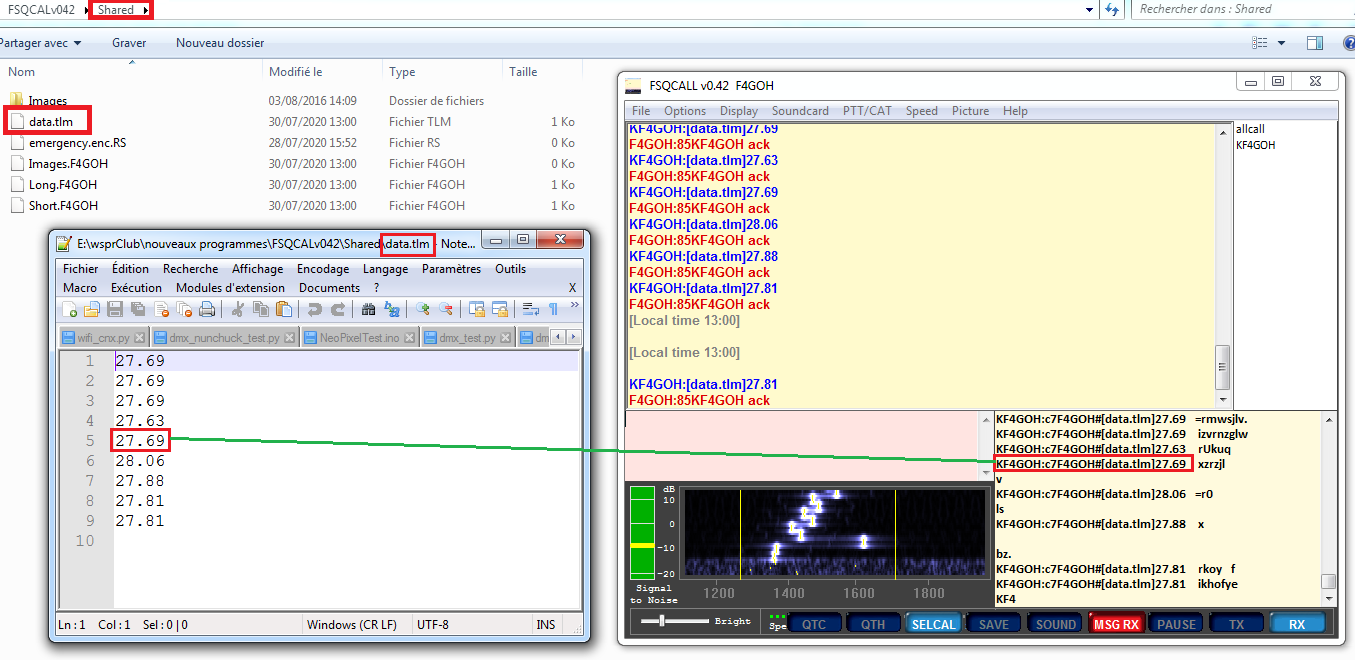 FSQCALv042 Shared
Rechercher dans : Shared
Partager avec Graver Nouveau dossier
Nom Modifié le Type Taille
Images 03/08/2016 14:09 Dossier de fichiers
data.tlm 30/07/2020 13:00 Fichier TLM 1 Ko
emergency.enc.RS 28/07/2020 15:52 Fichier RS 0 Ko
Images.F4GOH 30/07/2020 13:00 Fichier F4GOH 0 Ko
Long.F4GOH 30/07/2020 13:00 Fichier F4GOH 1 Ko
Short.F4GOH 30/07/2020 13:00 Fichier F4GOH 1 Ko
E:\wsprClub\nouveaux programmes\FSQCALv042\Shared\data.tlm - Note...
Fichier Édition Recherche Affichage Encodage Langage Paramètres Outils
Macro Exécution Modules d'extension Documents ? X
wifi_cnx.py dmx_nunchuck_test.py NeoPixelTest.ino dmx_test.py dm
1 27.69
2 27.69
3 27.69
4 27.63
5 27.69
6 28.06
7 27.88
8 27.81
9 27.81
10
Ln : 1 Col : 1 Sel : 0 | 0 Windows (CR LF) UTF-8 INS
FSQCALL v0.42 F4GOH
File Options Display Soundcard PTT/CAT Speed Picture Help
KF4GOH:[data.tlm]27.69
F4GOH:85KF4GOH ack
KF4GOH:[data.tlm]27.63
F4GOH:85KF4GOH ack
KF4GOH:[data.tlm]27.69
F4GOH:85KF4GOH ack
KF4GOH:[data.tlm]28.06
F4GOH:85KF4GOH ack
KF4GOH:[data.tlm]27.88
F4GOH:85KF4GOH ack
KF4GOH:[data.tlm]27.81
F4GOH:85KF4GOH ack
[Local time 13:00]
[Local time 13:00]
KF4GOH:[data.tlm]27.81
F4GOH:85KF4GOH ack
allcall
KF4GOH
KF4GOH:c7F4GOH#[data.tlm]27.69 =rmwsjlv.
KF4GOH:c7F4GOH#[data.tlm]27.69 izvrnzglw
KF4GOH:c7F4GOH#[data.tlm]27.63 rUkuq
KF4GOH:c7F4GOH#[data.tlm]27.69 xzrzjl
v
KF4GOH:c7F4GOH#[data.tlm]28.06 =r0
ls
KF4GOH:c7F4GOH#[data.tlm]27.88 x
bz.
KF4GOH:c7F4GOH#[data.tlm]27.81 rkoy f
KF4GOH:c7F4GOH#[data.tlm]27.81 ikhofye
KF4
dB
10
0
-10
-20
Signal
to Noise
1200 1400 1600 1800
Bright Spe QTC QTH SELCAL SAVE SOUND MSG RX PAUSE TX RX